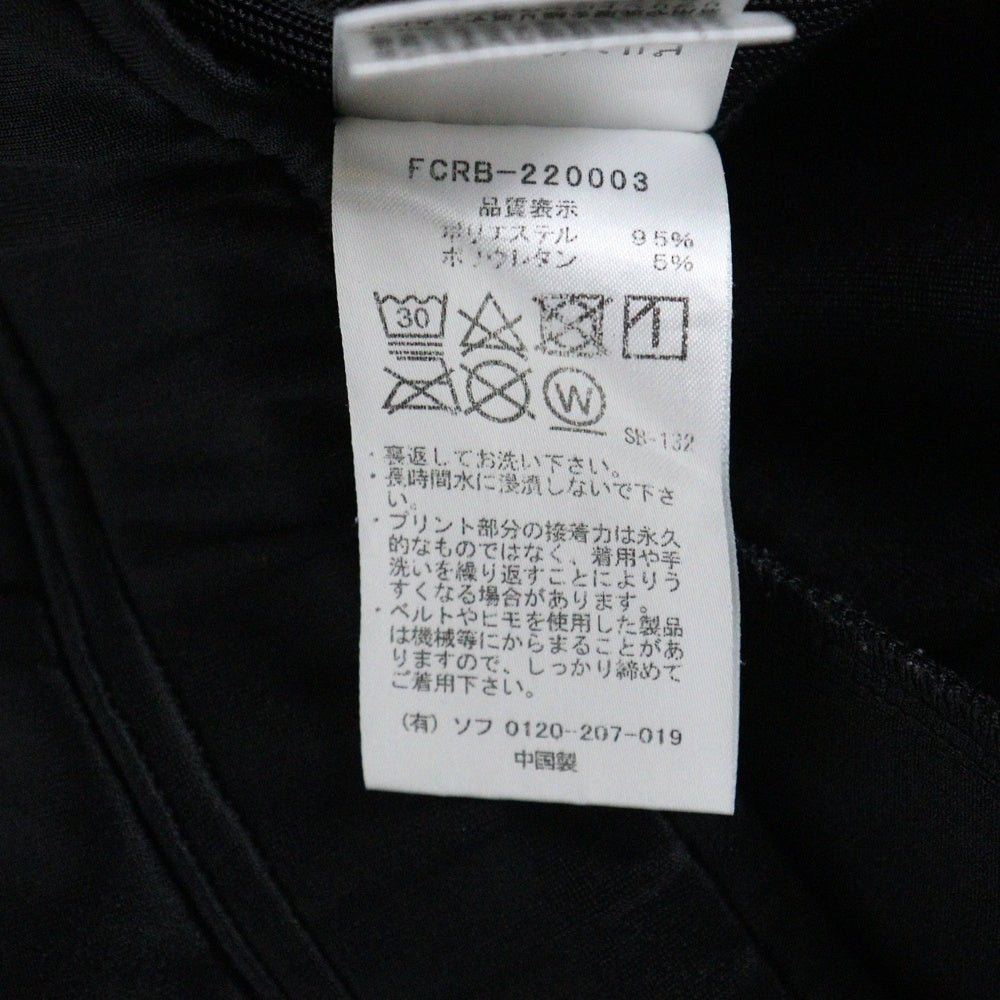 FCRB-220003
品質表示
ポリエステル 95%
ポリウレタン 5%
30
W
SB-132
・裏返してお洗い下さい。
・長時間水に浸漬しないで下さ
い。
・プリント部分の接着力は永久
的なものではなく、着用や手
洗いを繰り返すことによりう
すくなる場合があります。
・ベルトやヒモを使用した製品
は機械等にからまることがあ
りますので、しっかり締めて
ご着用下さい。
(有) ソフ 0120-207-019
中国製